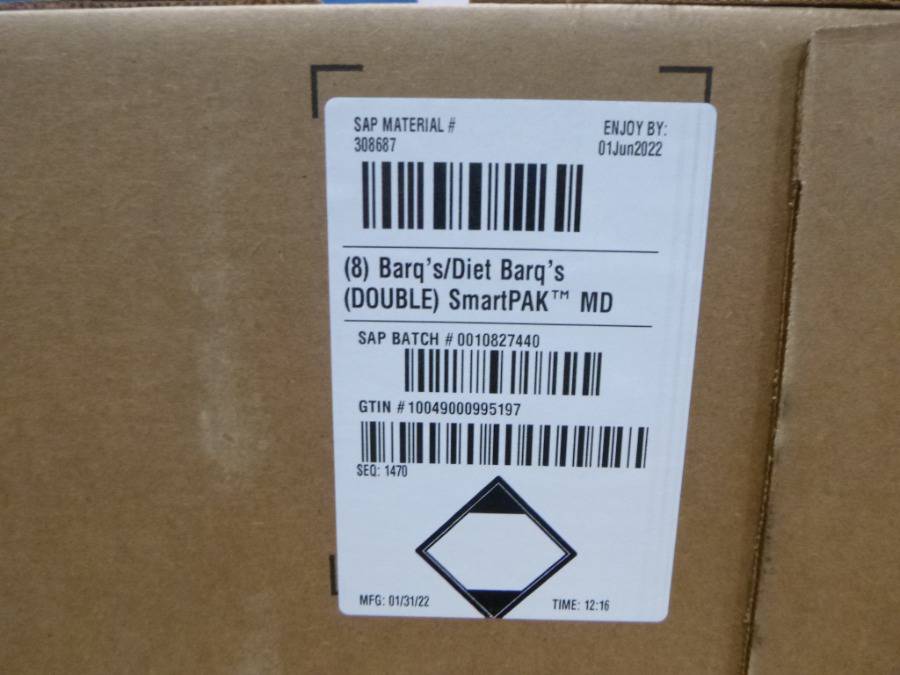 SAP MATERIAL #
308687
ENJOY BY:
01Jun2022
(8) Barq's/Diet Barq's
(DOUBLE) SmartPAK™ MD
SAP BATCH # 0010827440
GTIN # 10049000995197
SEQ: 1470
MFG: 01/31/22
TIME: 12:16